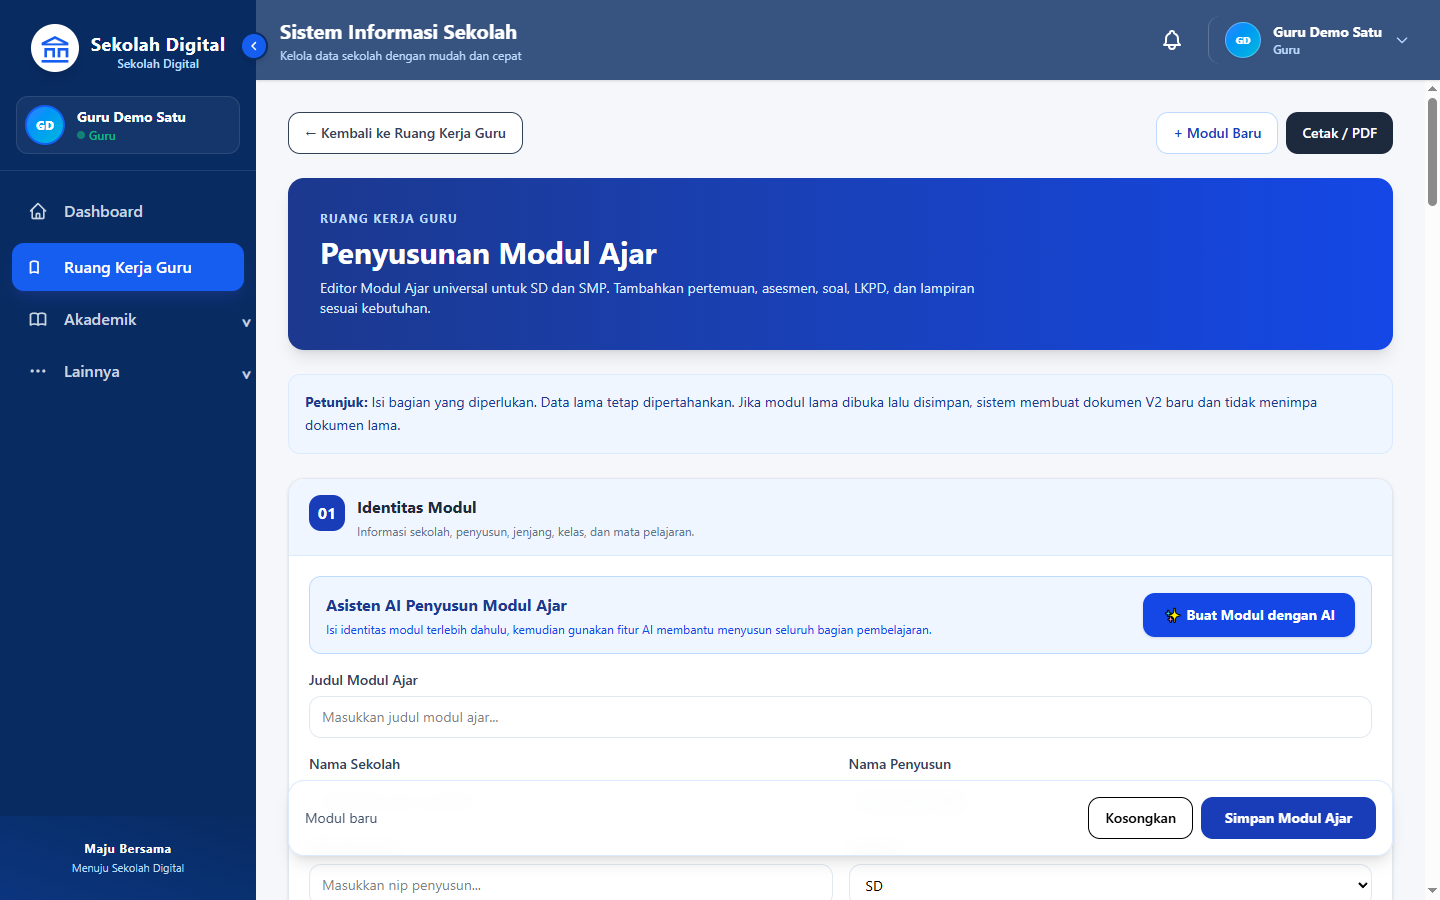 Sekolah Digital
Sekolah Digital
GD
Guru Demo Satu
Guru
Dashboard
Ruang Kerja Guru
Akademik
Lainnya
Maju Bersama
Menuju Sekolah Digital
Sistem Informasi Sekolah
Kelola data sekolah dengan mudah dan cepat
GD
Guru Demo Satu
Guru
← Kembali ke Ruang Kerja Guru
+ Modul Baru
Cetak / PDF
RUANG KERJA GURU
Penyusunan Modul Ajar
Editor Modul Ajar universal untuk SD dan SMP. Tambahkan pertemuan, asesmen, soal, LKPD, dan lampiran
sesuai kebutuhan.
Petunjuk: Isi bagian yang diperlukan. Data lama tetap dipertahankan. Jika modul lama dibuka lalu disimpan, sistem membuat dokumen V2 baru dan tidak menimpa
dokumen lama.
01
Identitas Modul
Informasi sekolah, penyusun, jenjang, kelas, dan mata pelajaran.
Asisten AI Penyusun Modul Ajar
Isi identitas modul terlebih dahulu, kemudian gunakan fitur AI membantu menyusun seluruh bagian pembelajaran.
✨ Buat Modul dengan AI
Judul Modul Ajar
Masukkan judul modul ajar...
Nama Sekolah
Nama Penyusun
Modul baru
Kosongkan
Simpan Modul Ajar
Masukkan nip penyusun...
SD